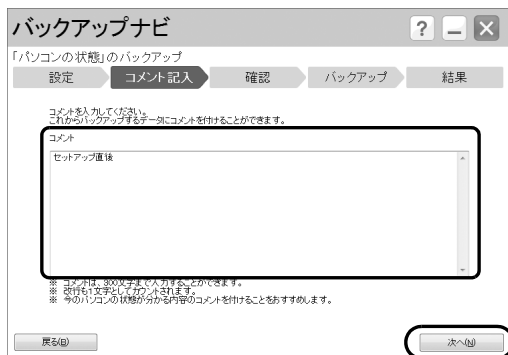 バックアップナビ
「パソコンの状態」のバックアップ
設定 コメント記入 確認 バックアップ 結果
コメントを入力してください。
これからバックアップするデータにコメントを付けることができます。
コメント
セットアップ直後
※ コメントは、300文字まで入力することができます。
※ 改行も1文字としてカウントされます。
※ 今のパソコンの状態が分かる内容のコメントを付けることをおすすめします。
戻る(B) 次へ(N)